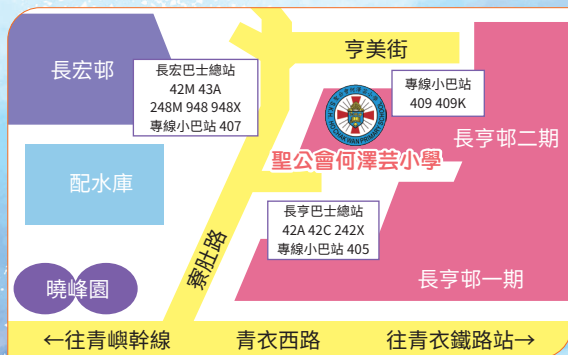 亨美街
長宏邨
長宏巴士總站
42M 43A
248M 948 948X
專線小巴站 407
專線小巴站
409 409K
長亨邨二期
聖公會何澤芸小學
配水庫
長亨巴士總站
42A 42C 242X
專線小巴站 405
寮肚路
曉峰園
長亨邨一期
←往青嶼幹線
青衣西路
往青衣鐵路站→